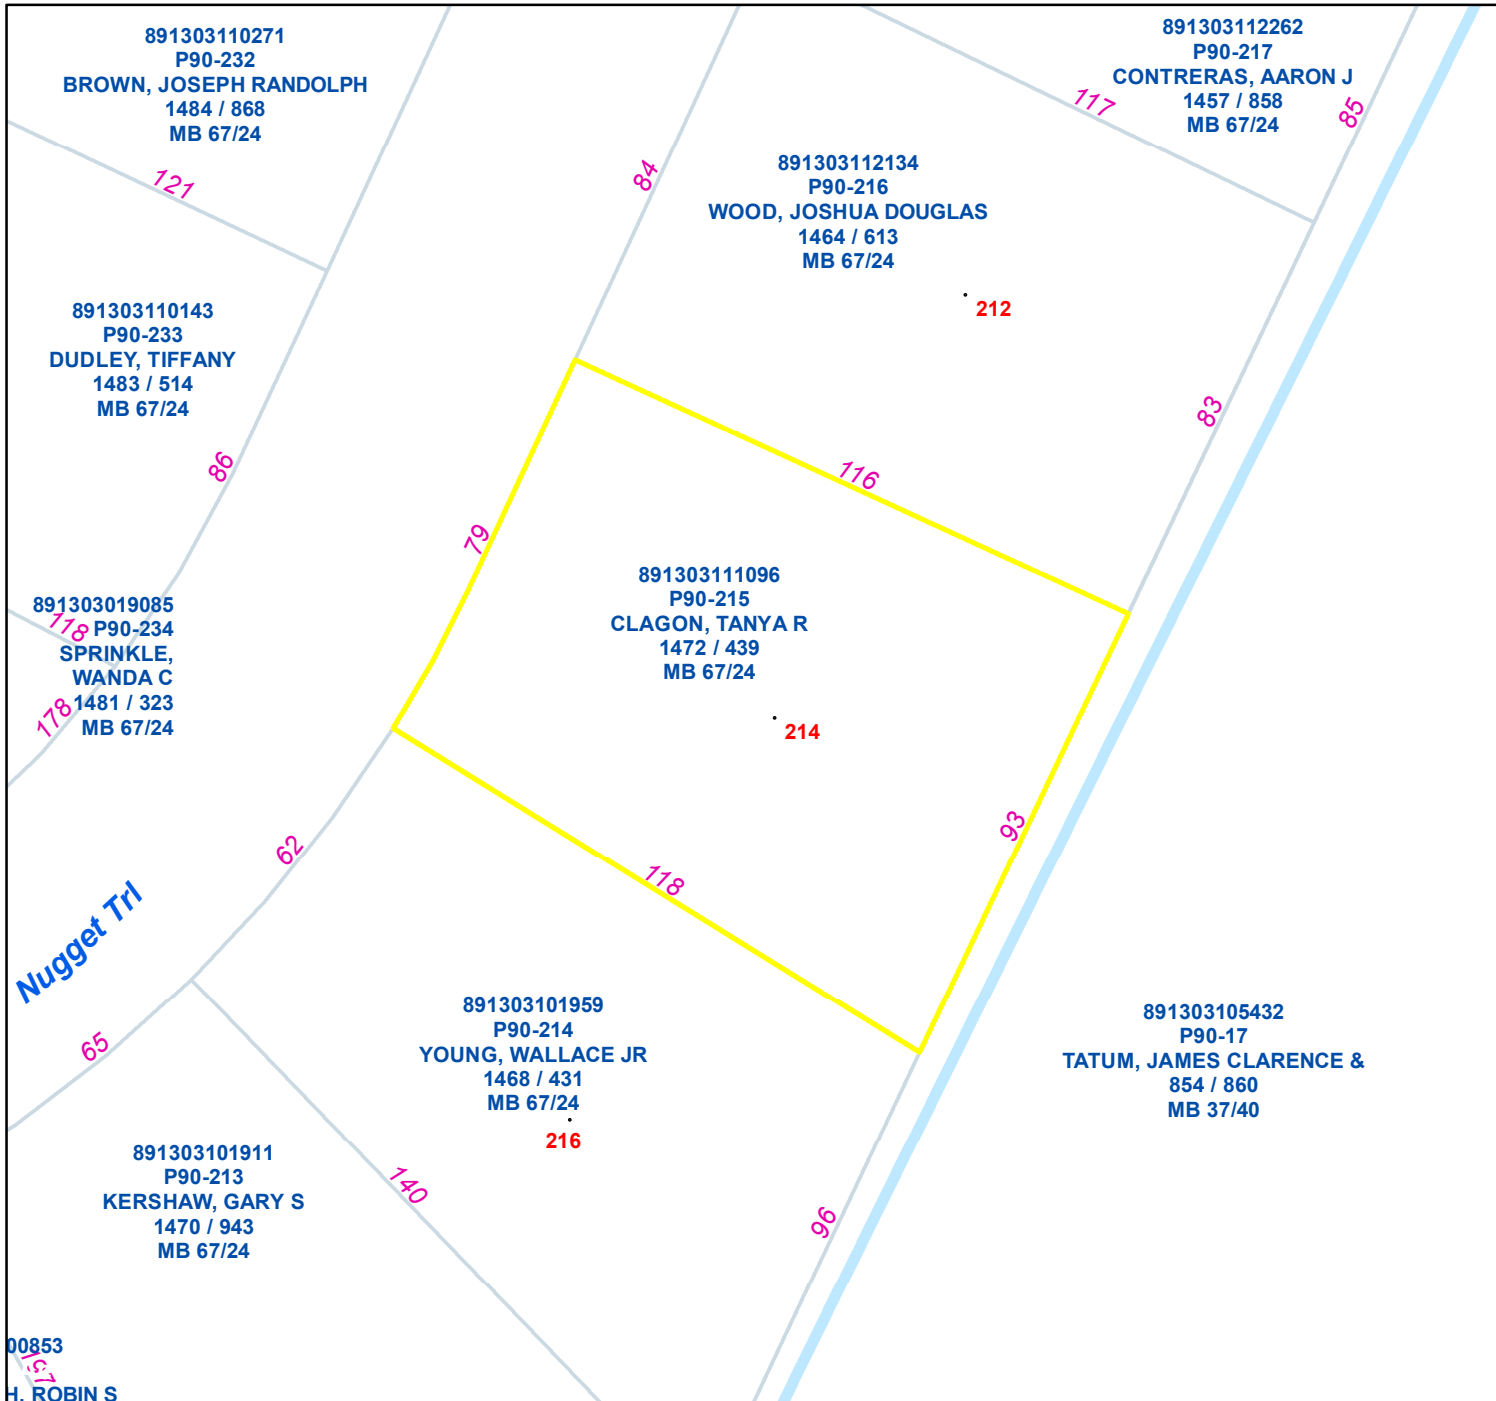 891303110271
P90-232
BROWN, JOSEPH RANDOLPH
1484 / 868
MB 67/24
891303112262
P90-217
CONTRERAS, AARON J
1457 / 858
MB 67/24
117
85
121
84
891303112134
P90-216
WOOD, JOSHUA DOUGLAS
1464 / 613
MB 67/24
212
891303110143
P90-233
DUDLEY, TIFFANY
1483 / 514
MB 67/24
83
86
116
79
891303111096
P90-215
CLAGON, TANYA R
1472 / 439
MB 67/24
214
891303019085
118
P90-234
SPRINKLE,
WANDA C
1481 / 323
MB 67/24
178
93
62
118
Nugget Trl
891303101959
P90-214
YOUNG, WALLACE JR
1468 / 431
MB 67/24
216
891303105432
P90-17
TATUM, JAMES CLARENCE &
854 / 860
MB 37/40
65
891303101911
P90-213
KERSHAW, GARY S
1470 / 943
MB 67/24
140
96
00853
H, ROBIN S